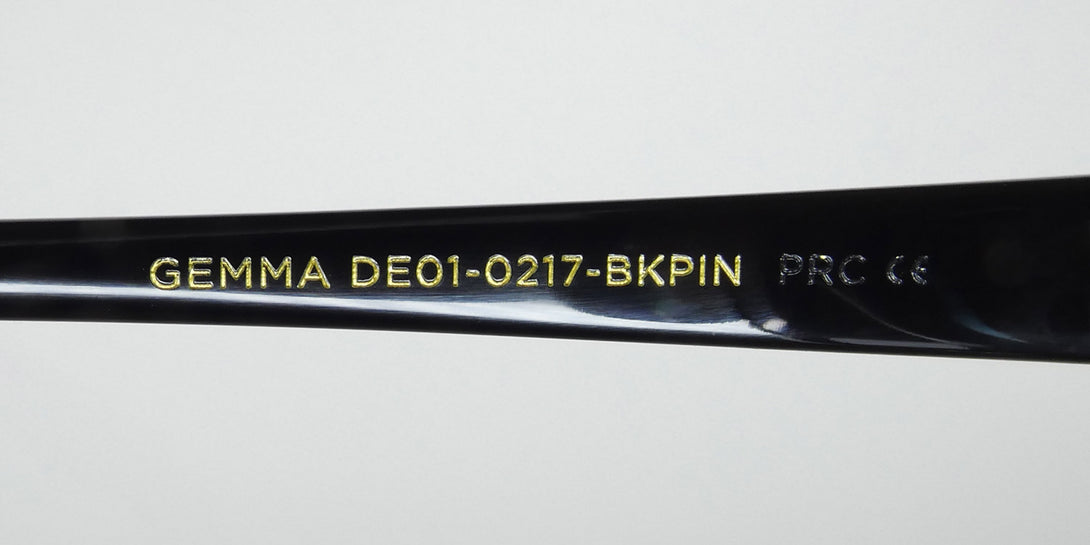 GEMMA DE01-0217-BKPIN PRC CE